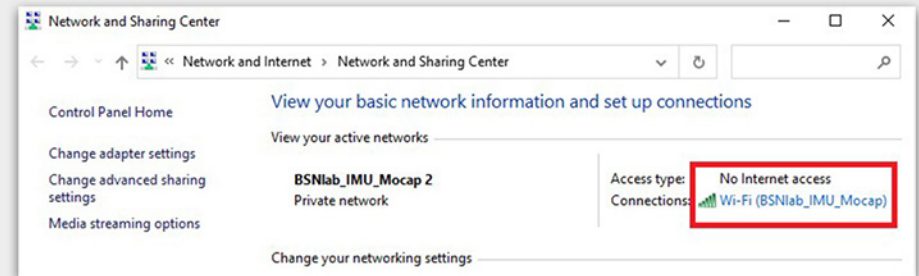 Network and Sharing Center
« Network and Internet › Network and Sharing Center
Control Panel Home
Change adapter settings
Change advanced sharing
settings
Media streaming options
View your basic network information and set up connections
View your active networks
BSNlab_IMU_Mocap 2
Private network
Access type: No Internet access
Connections: Wi-Fi (BSNlab_IMU_Mocap)
Change your networking settings